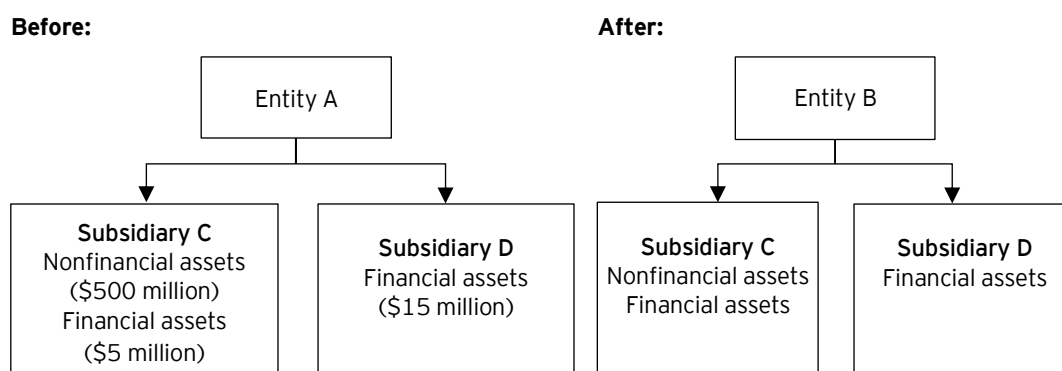 Before:
Entity A
Subsidiary C
Nonfinancial assets
($500 million)
Financial assets
($5 million)
Subsidiary D
Financial assets
($15 million)
After:
Entity B
Subsidiary C
Nonfinancial assets
Financial assets
Subsidiary D
Financial assets